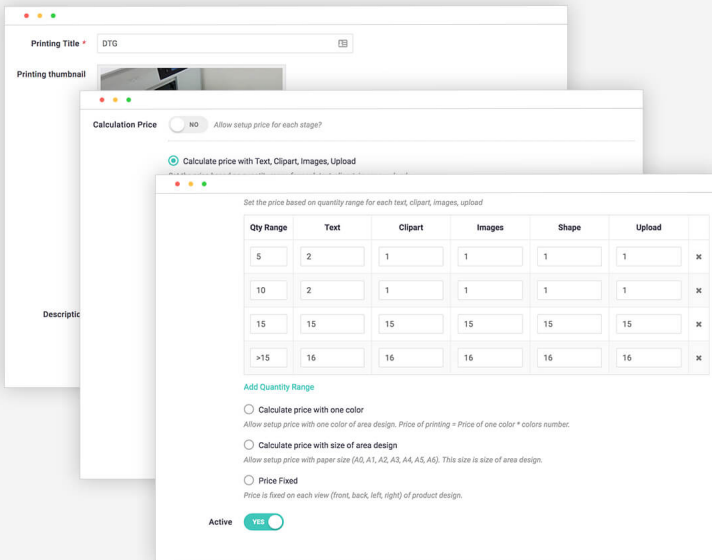 Printing Title *
DTG
Printing thumbnail
Descriptio
Calculation Price
NO
Allow setup price for each stage?
Calculate price with Text, Clipart, Images, Upload
Set the price based on quantity range for each text, clipart, images, upload
Qty Range Text Clipart Images Shape Upload
5 2 1 1 1 1
10 2 1 1 1 1
15 15 15 15 15 15
>15 16 16 16 16 16
Add Quantity Range
Calculate price with one color
Allow setup price with one color of area design. Price of printing = Price of one color * colors number.
Calculate price with size of area design
Allow setup price with paper size (A0, A1, A2, A3, A4, A5, A6). This size is size of area design.
Price Fixed
Price is fixed on each view (front, back, left, right) of product design.
Active YES